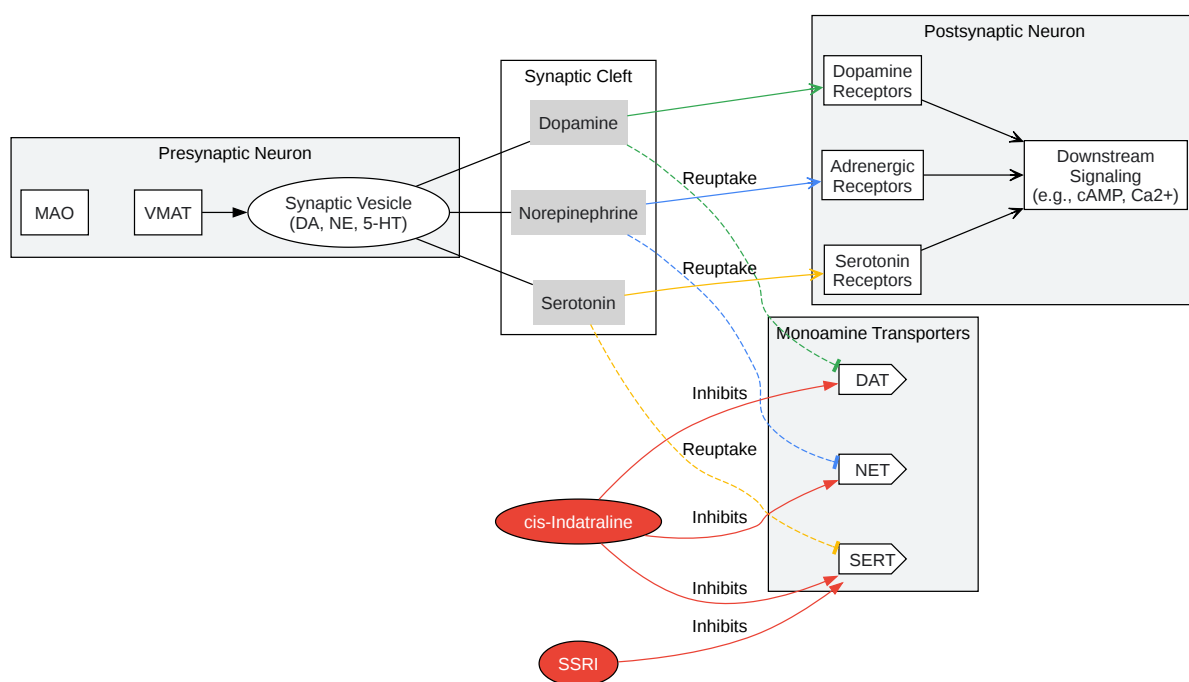 Postsynaptic Neuron
Synaptic Cleft
Dopamine
Receptors
Dopamine
Presynaptic Neuron
Adrenergic
Receptors
Downstream
Signaling
(e.g., cAMP, Ca2+)
Reuptake
MAO
VMAT
Synaptic Vesicle
(DA, NE, 5-HT)
Norepinephrine
Reuptake
Serotonin
Receptors
Serotonin
Monoamine Transporters
DAT
Inhibits
Reuptake
NET
cis-Indatraline
Inhibits
SERT
Inhibits
Inhibits
SSRI